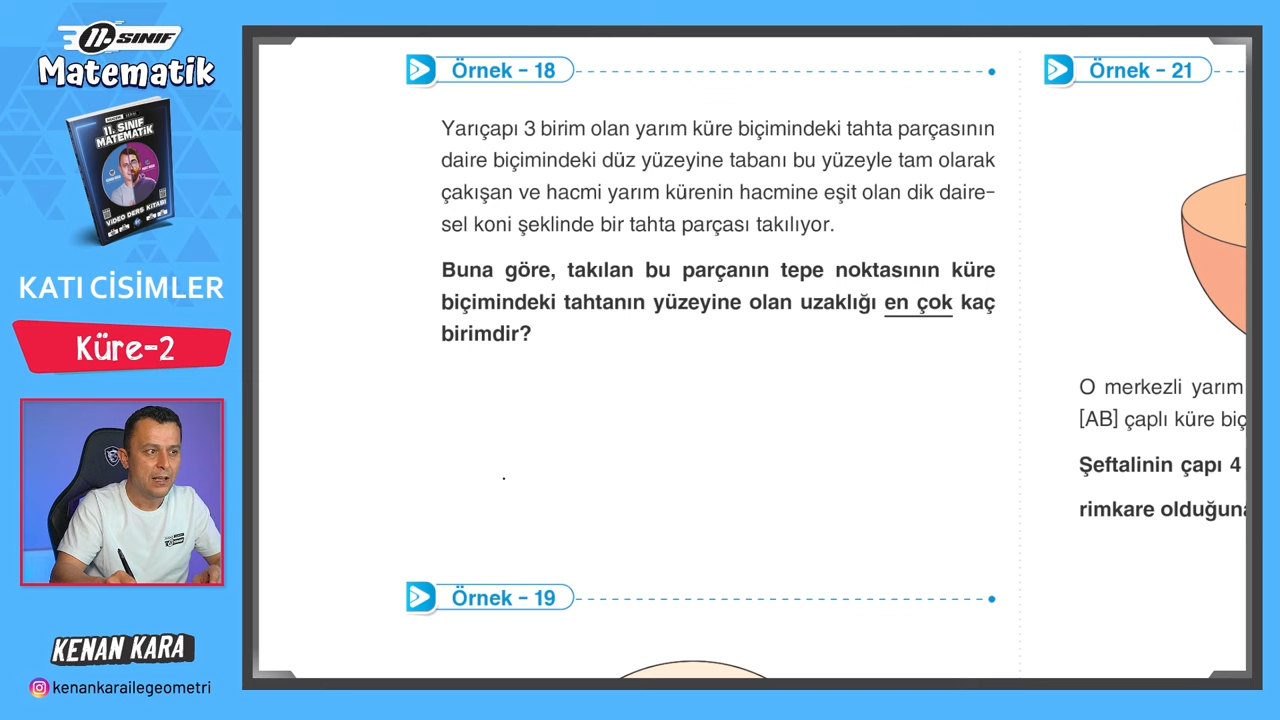 11. SINIF
Matematik
11. SINIF
MATEMATİK
VİDEO DERS KİTABI
KATI CİSİMLER
Küre-2
KENAN KARA
kenankarailegeometri
Örnek - 18
Yarıçapı 3 birim olan yarım küre biçimindeki tahta parçasının
daire biçimindeki düz yüzeyine tabanı bu yüzeyle tam olarak
çakışan ve hacmi yarım kürenin hacmine eşit olan dik daire-
sel koni şeklinde bir tahta parçası takılıyor.
Buna göre, takılan bu parçanın tepe noktasının küre
biçimindeki tahtanın yüzeyine olan uzaklığı en çok kaç
birimdir?
Örnek - 19
Örnek - 21
O merkezli yarım
[AB] çaplı küre biç
Şeftalinin çapı 4
rimkare olduğuna